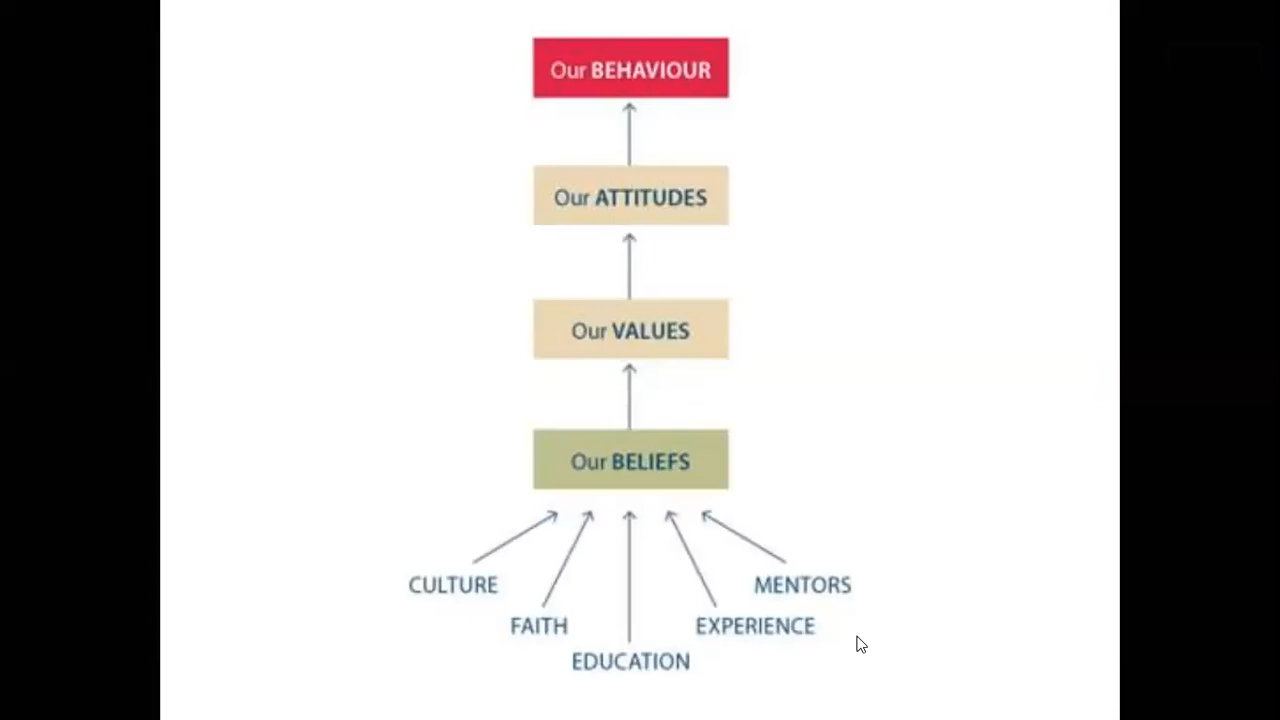 Our BEHAVIOUR
Our ATTITUDES
Our VALUES
Our BELIEFS
CULTURE
MENTORS
FAITH
EXPERIENCE
EDUCATION